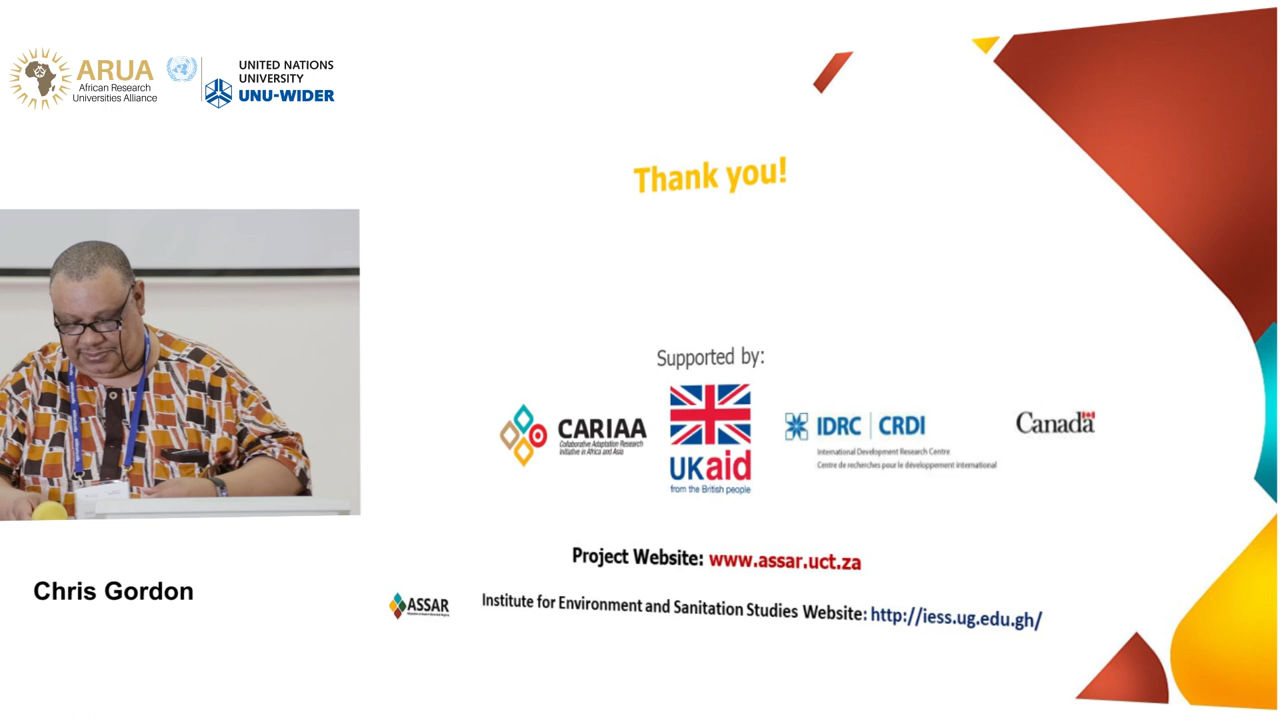 ARUA
African Research
Universities Alliance
UNITED NATIONS
UNIVERSITY
UNU-WIDER
Thank you!
Supported by:
CARIAA
Collaborative Adaptation Research
Initiative in Africa and Asia
UKaid
from the British people
IDRC | CRDI
International Development Research Centre
Centre de recherches pour le développement international
Canada
Project Website: www.assar.uct.za
ASSAR
Institute for Environment and Sanitation Studies Website: http://iess.ug.edu.gh/
Chris Gordon